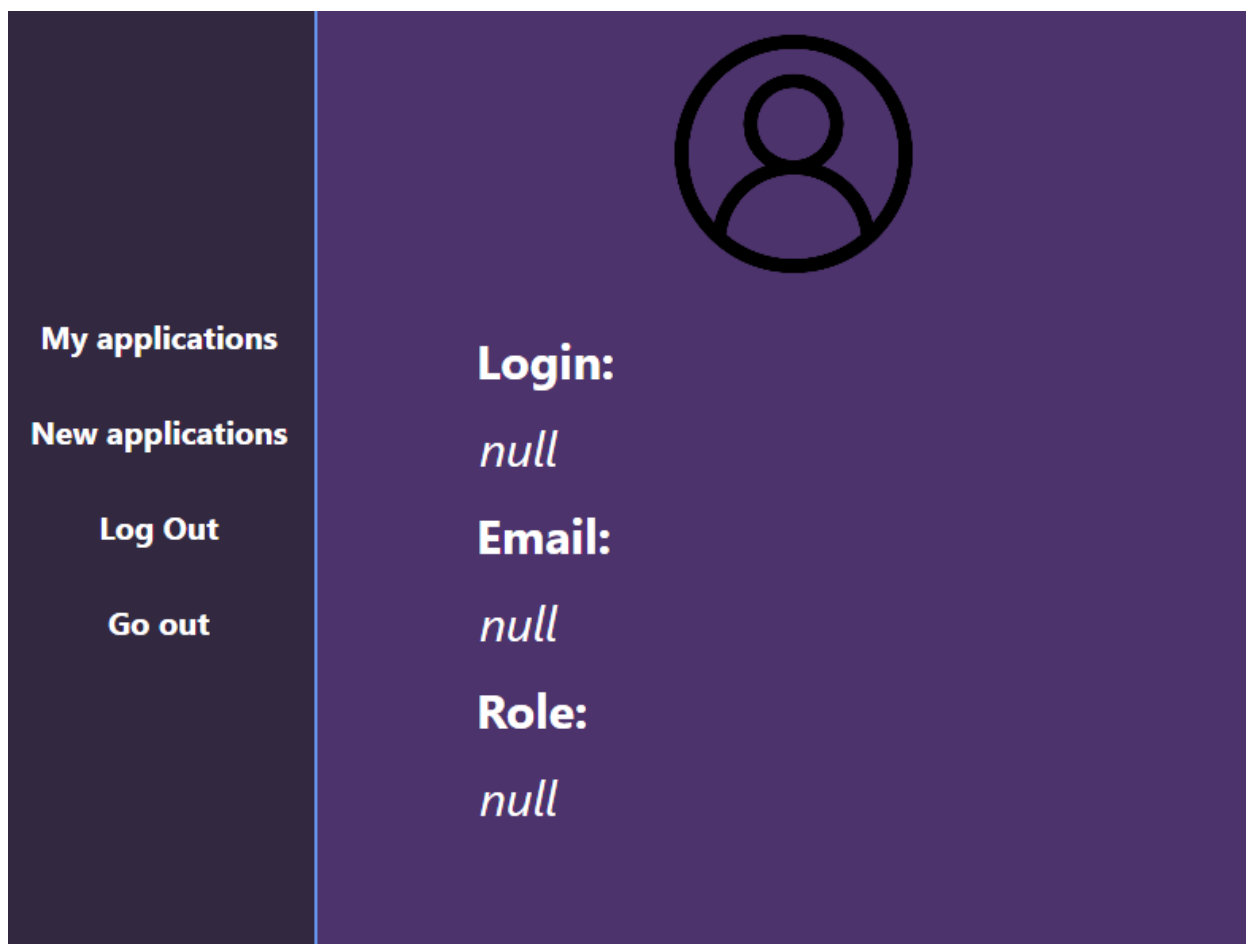 My applications
New applications
Log Out
Go out
Login:
null
Email:
null
Role:
null